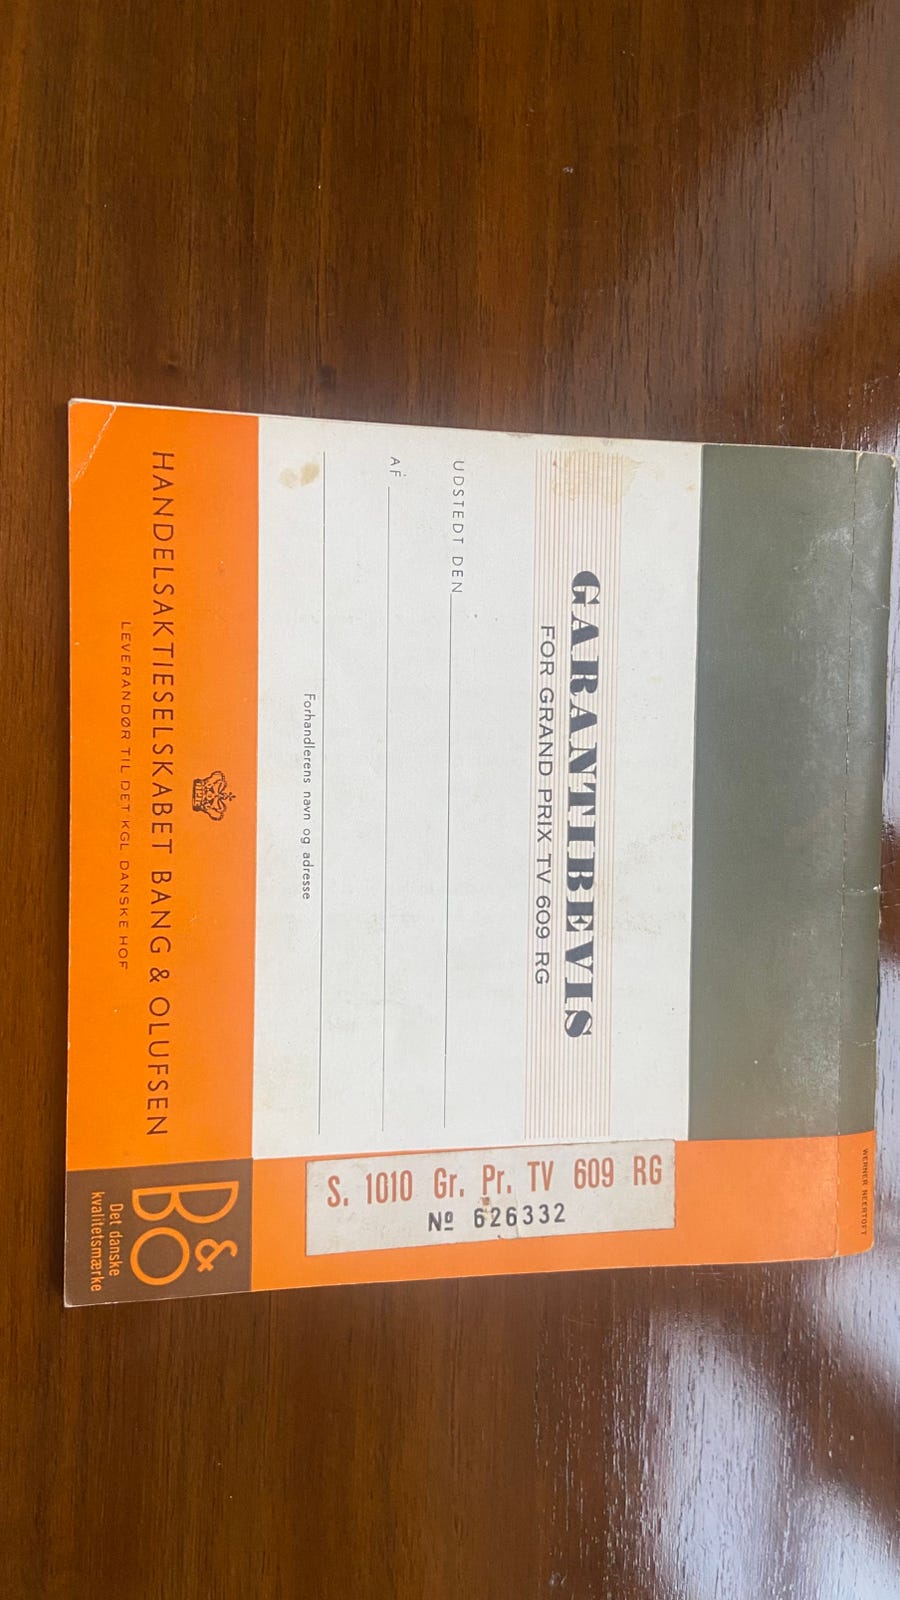 WERNER NEERTOFT
GARANTIBEVIS
FOR GRAND PRIX TV 609 RG
UDSTEDT DEN
AF
Forhandlerens navn og adresse
S. 1010 Gr. Pr. TV 609 RG
Nº 626332
HANDELSAKTIESELSKABET BANG & OLUFSEN
LEVERANDØR TIL DET KGL DANSKE HOF
B&O
Det danske
kvalitetsmærke